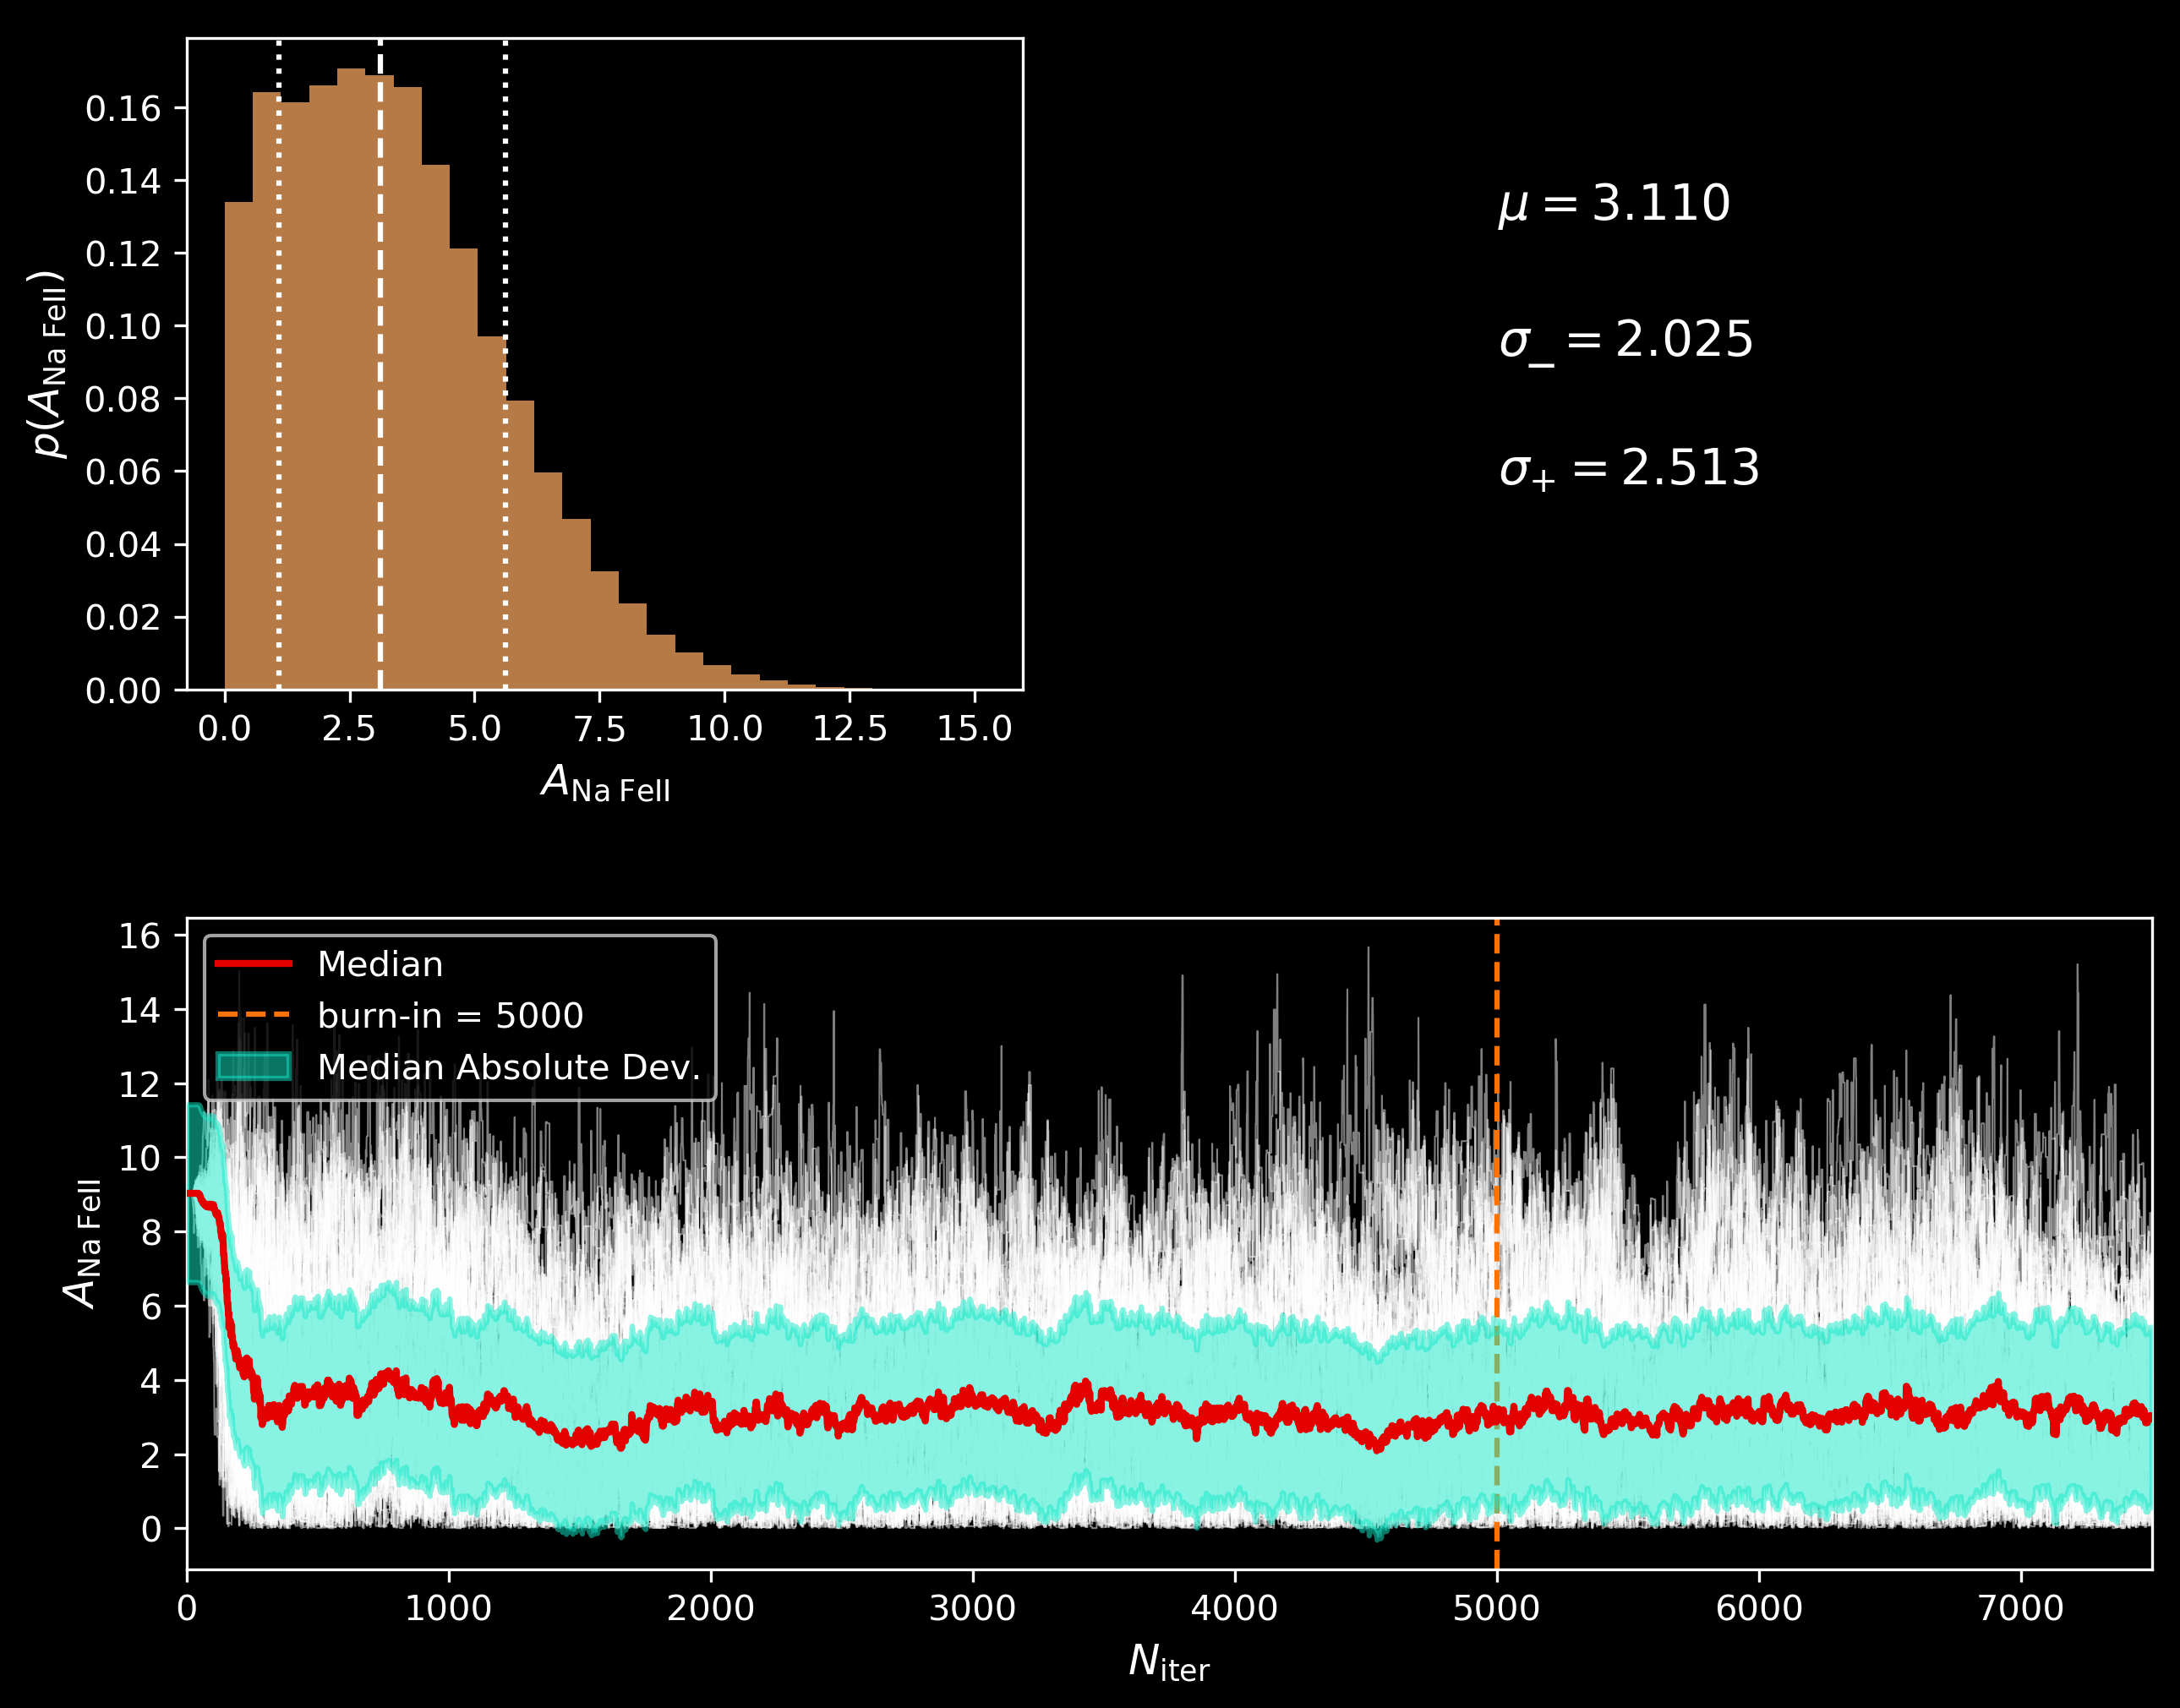 p(A_Na FeII)
0.16
0.14
0.12
0.10
0.08
0.06
0.04
0.02
0.00
0.0 2.5 5.0 7.5 10.0 12.5 15.0
A_Na FeII
μ = 3.110
σ_− = 2.025
σ_+ = 2.513
A_Na FeII
16
14
12
10
8
6
4
2
0
Median
burn-in = 5000
Median Absolute Dev.
0 1000 2000 3000 4000 5000 6000 7000
N_iter